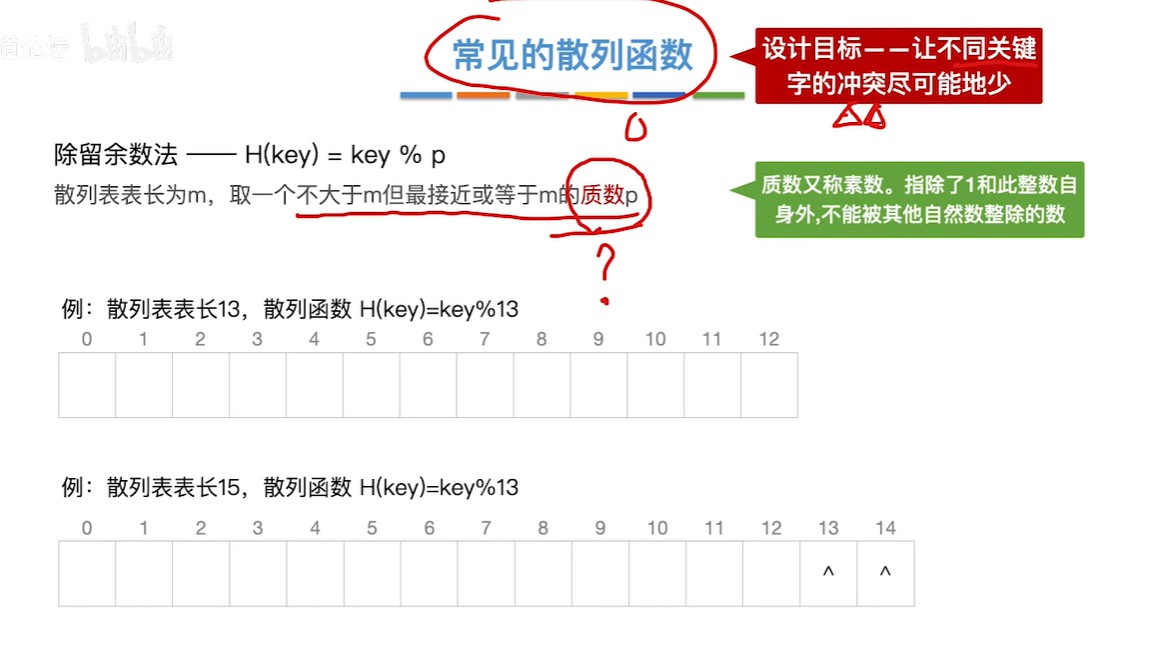 道论坛 bilibili
常见的散列函数
设计目标——让不同关键
字的冲突尽可能地少
除留余数法 —— H(key) = key % p
散列表表长为m，取一个不大于m但最接近或等于m的质数p
质数又称素数。指除了1和此整数自
身外,不能被其他自然数整除的数
?
例：散列表表长13，散列函数 H(key)=key%13
0 1 2 3 4 5 6 7 8 9 10 11 12
例：散列表表长15，散列函数 H(key)=key%13
0 1 2 3 4 5 6 7 8 9 10 11 12 13 14
^ ^